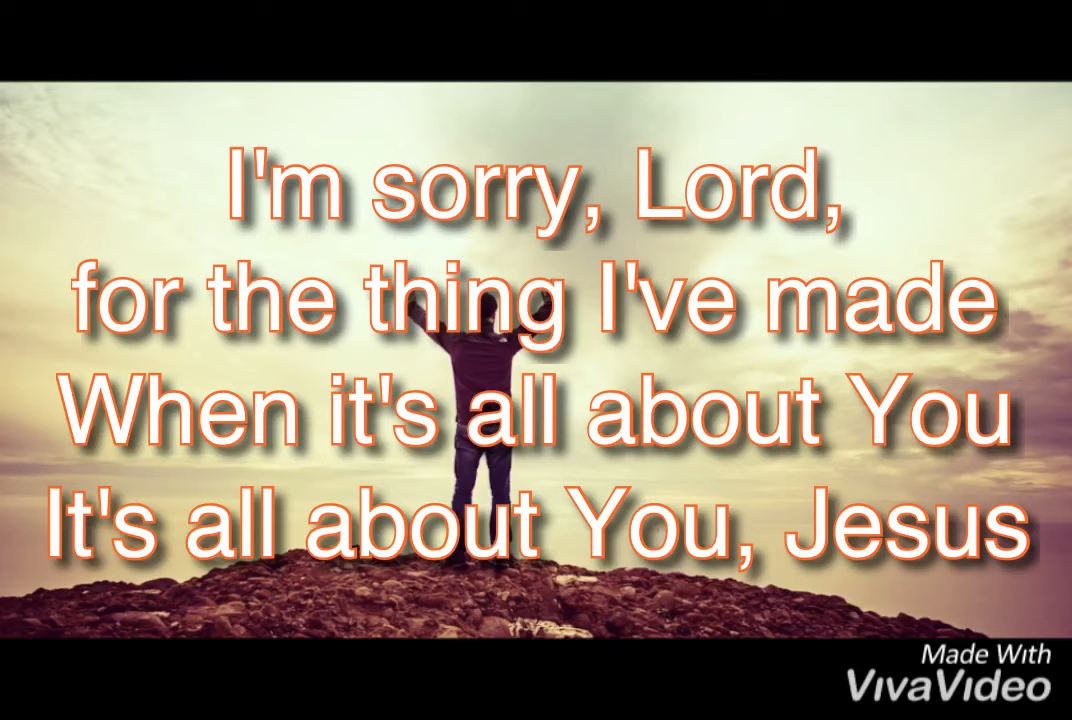 I'm sorry, Lord,
for the thing I've made
When it's all about You
It's all about You, Jesus
Made With
VivaVideo